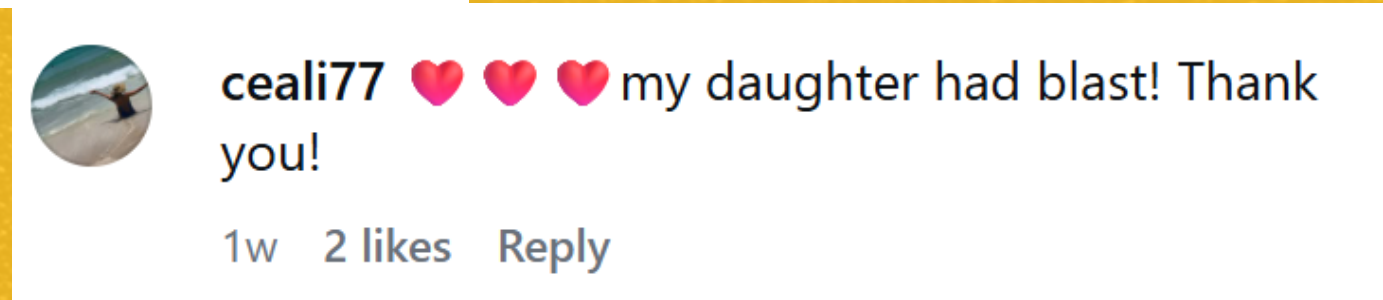 ceali77 ❤️ ❤️ ❤️ my daughter had blast! Thank
you!
1w 2 likes Reply